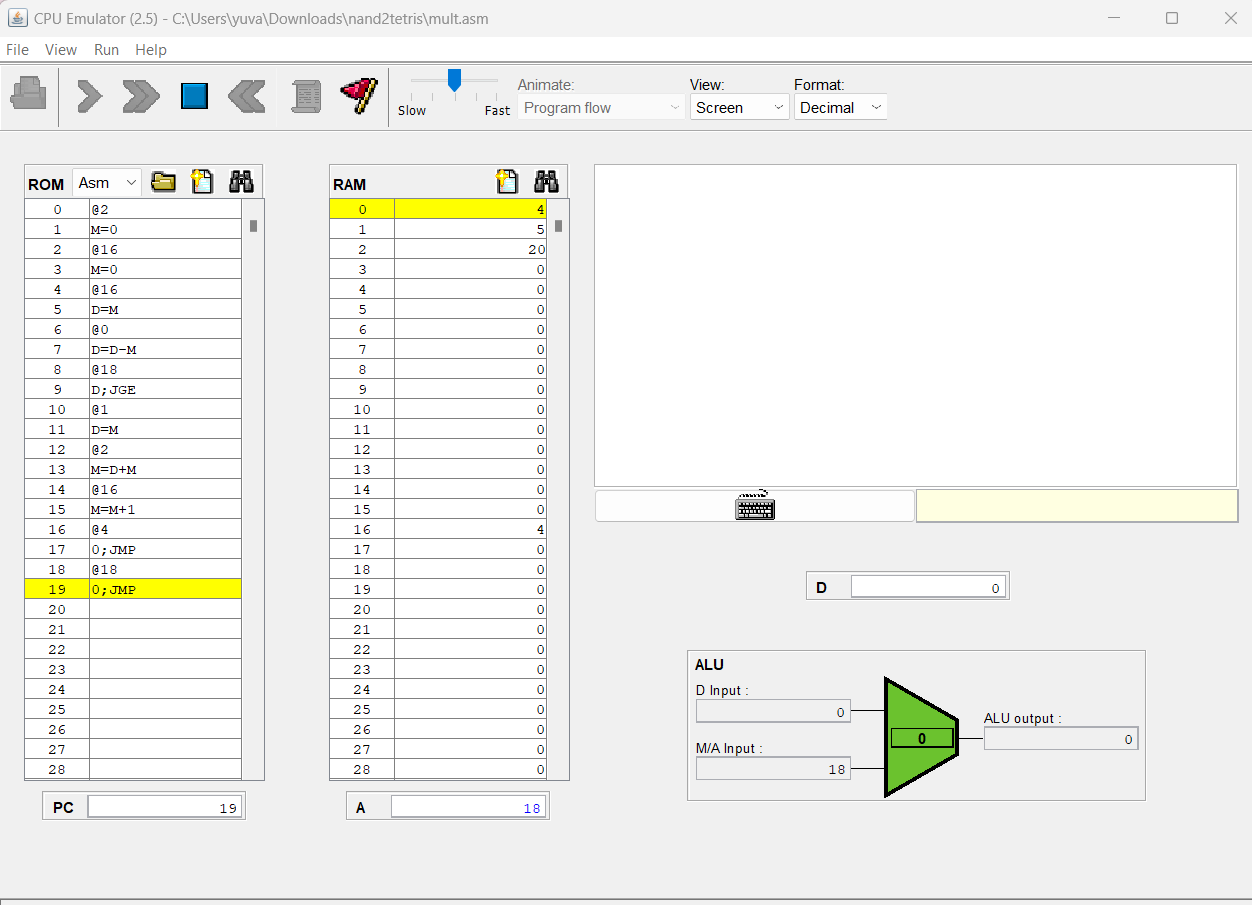 CPU Emulator (2.5) - C:\Users\yuva\Downloads\nand2tetris\mult.asm
File View Run Help
Slow Fast
Animate:
Program flow
View:
Screen
Format:
Decimal
ROM Asm
0 @2
1 M=0
2 @16
3 M=0
4 @16
5 D=M
6 @0
7 D=D-M
8 @18
9 D;JGE
10 @1
11 D=M
12 @2
13 M=D+M
14 @16
15 M=M+1
16 @4
17 0;JMP
18 @18
19 0;JMP
20
21
22
23
24
25
26
27
28
PC 19
RAM
0 4
1 5
2 20
3 0
4 0
5 0
6 0
7 0
8 0
9 0
10 0
11 0
12 0
13 0
14 0
15 0
16 4
17 0
18 0
19 0
20 0
21 0
22 0
23 0
24 0
25 0
26 0
27 0
28 0
A 18
D 0
ALU
D Input :
0
M/A Input :
18
0
ALU output :
0